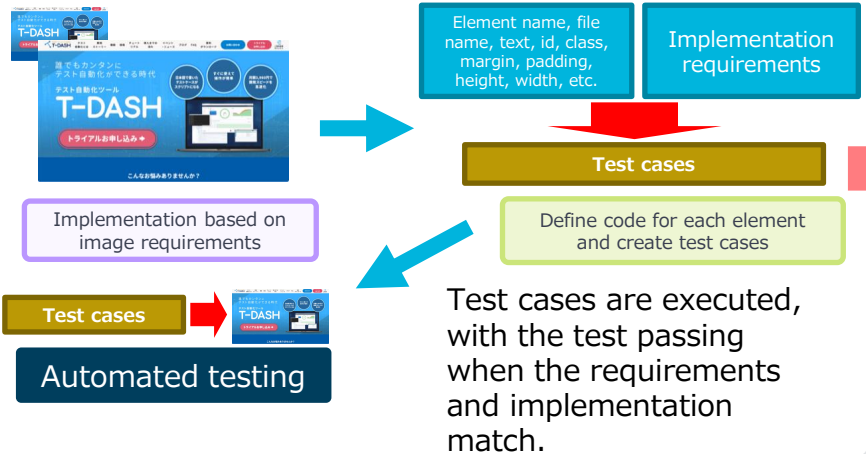 T-DASH
誰でもカンタンに
テスト自動化ができる時代
テスト自動化ツール
T-DASH
トライアルお申し込み
こんなお悩みありませんか？
Implementation based on
image requirements
Element name, file
name, text, id, class,
margin, padding,
height, width, etc.
Implementation
requirements
Test cases
Define code for each element
and create test cases
Test cases
T-DASH
Automated testing
Test cases are executed,
with the test passing
when the requirements
and implementation
match.